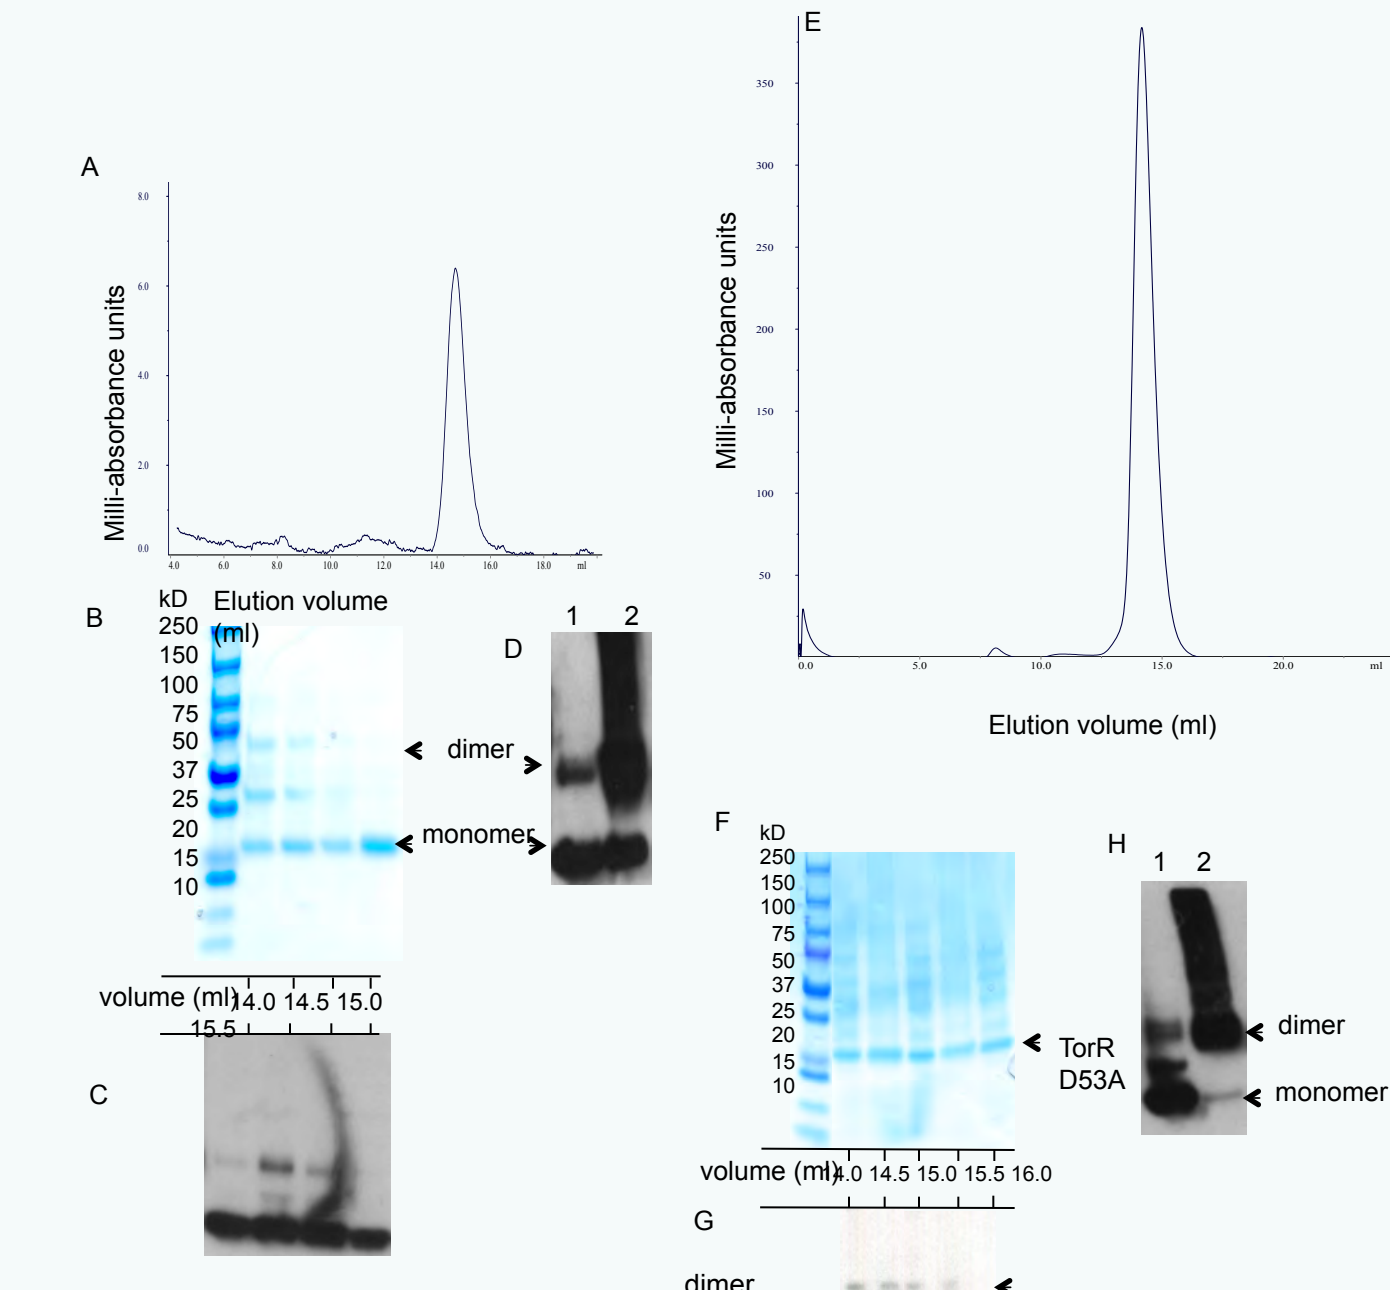 A
Milli-absorbance units
8.0
6.0
4.0
2.0
0.0
4.0 6.0 8.0 10.0 12.0 14.0 16.0 18.0 ml
B
kD
Elution volume
(ml)
250
150
100
75
50
37
25
20
15
10
dimer
monomer
volume (ml) 14.0 14.5 15.0
15.5
C
D
1 2
E
Milli-absorbance units
350
300
250
200
150
100
50
0.0 5.0 10.0 15.0 20.0 ml
Elution volume (ml)
F
kD
250
150
100
75
50
37
25
20
15
10
TorR
D53A
volume (ml) 14.0 14.5 15.0 15.5 16.0
G
dimer
H
1 2
dimer
monomer